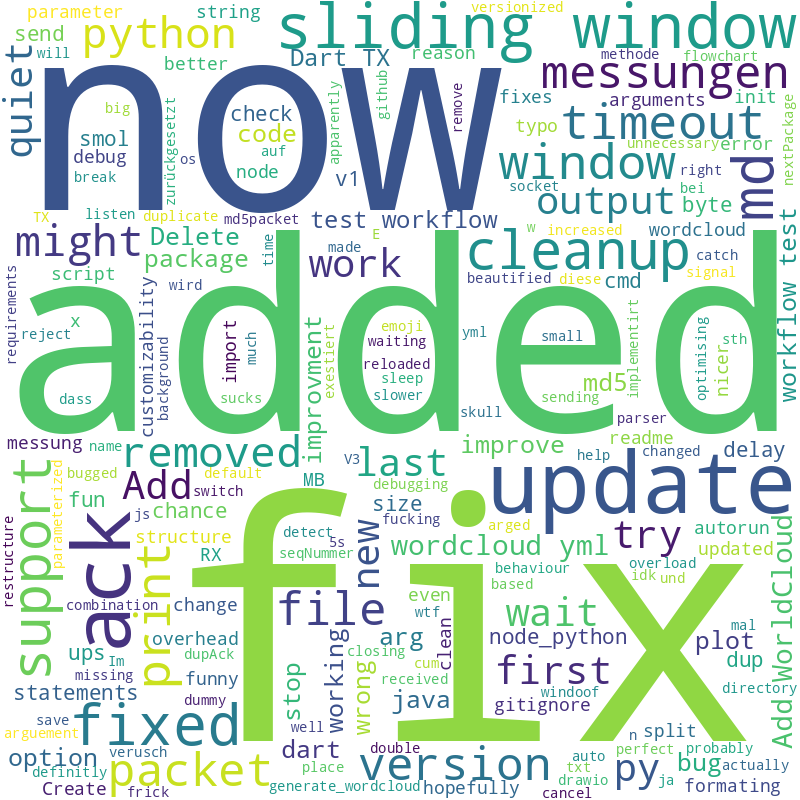 parameter
string
sliding window
versionized
send
python
Dart TX
reason
methode
will
better
messungen
flowchart
quiet
now
fixes
arguments
init
big
check
github
remove
timeout
smol
code
apparently
typo
debug
zurückgesetzt
node
auf
window
unnecessary
error
nextPackage
os
break
v1
socket
right
md
output
bei
byte
TX
listen
duplicate
md5packet
test workflow
w
increased
wordcloud
might
Delete
time
made
E
cleanup
catch
signal
package
work
beautified
diese
cmd
workflow test
requirements
script
customizability
wird
background
added
x
reject
import
much
improvment
existiert
emoji
waiting
reloaded
sleep
slower
yml
small
implementirt
optimising
sth
nicer
dass
sucks
md5
sending
skull
parser
messung
name
removed
last
improve
readme
changed
delay
support
bugged
parameterized
Add
default
switch
MB
V3
debugging
help
update
fun
js
chance
size
fucking
arged
try
autorun
restructure
ack
structure
RX
detect
5s
new
wordcloud yml
behaviour
overload
updated
print
seqNummer
fix
even
based
idk
und
Add WorldCloud
combination
change
file
wait
ups
Im
overhead
dupAck
wtf
arg
clean
node_python
plot
mal
dup
missing
statements
funny
stop
working
closing
wrong
cum
received
first
windoof
directory
dummy
java
gitignore
save
fixed
well
n
split
arguement
option
verusch
dart
double
version
auto
perfect
probably
bug
definitly
packet
place
txt
py
ja
actually
Create
frick
generate_wordcloud
hopefully
drawio
cancel
formating